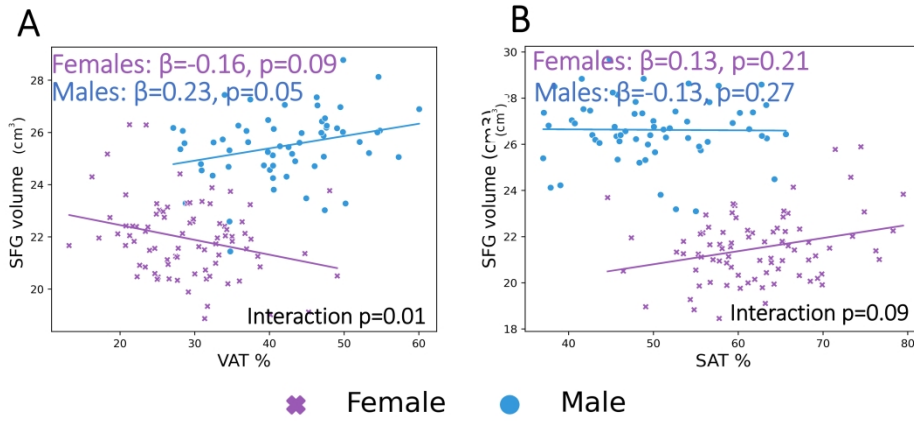 A
Females: β=-0.16, p=0.09
Males: β=0.23, p=0.05
SFG volume (cm³)
28
26
24
22
20
Interaction p=0.01
20
30
40
50
60
VAT %
B
Females: β=0.13, p=0.21
Males: β=-0.13, p=0.27
SFG volume (cm³)
30
28
26
24
22
20
18
Interaction p=0.09
40
50
60
70
80
SAT %
Female
Male